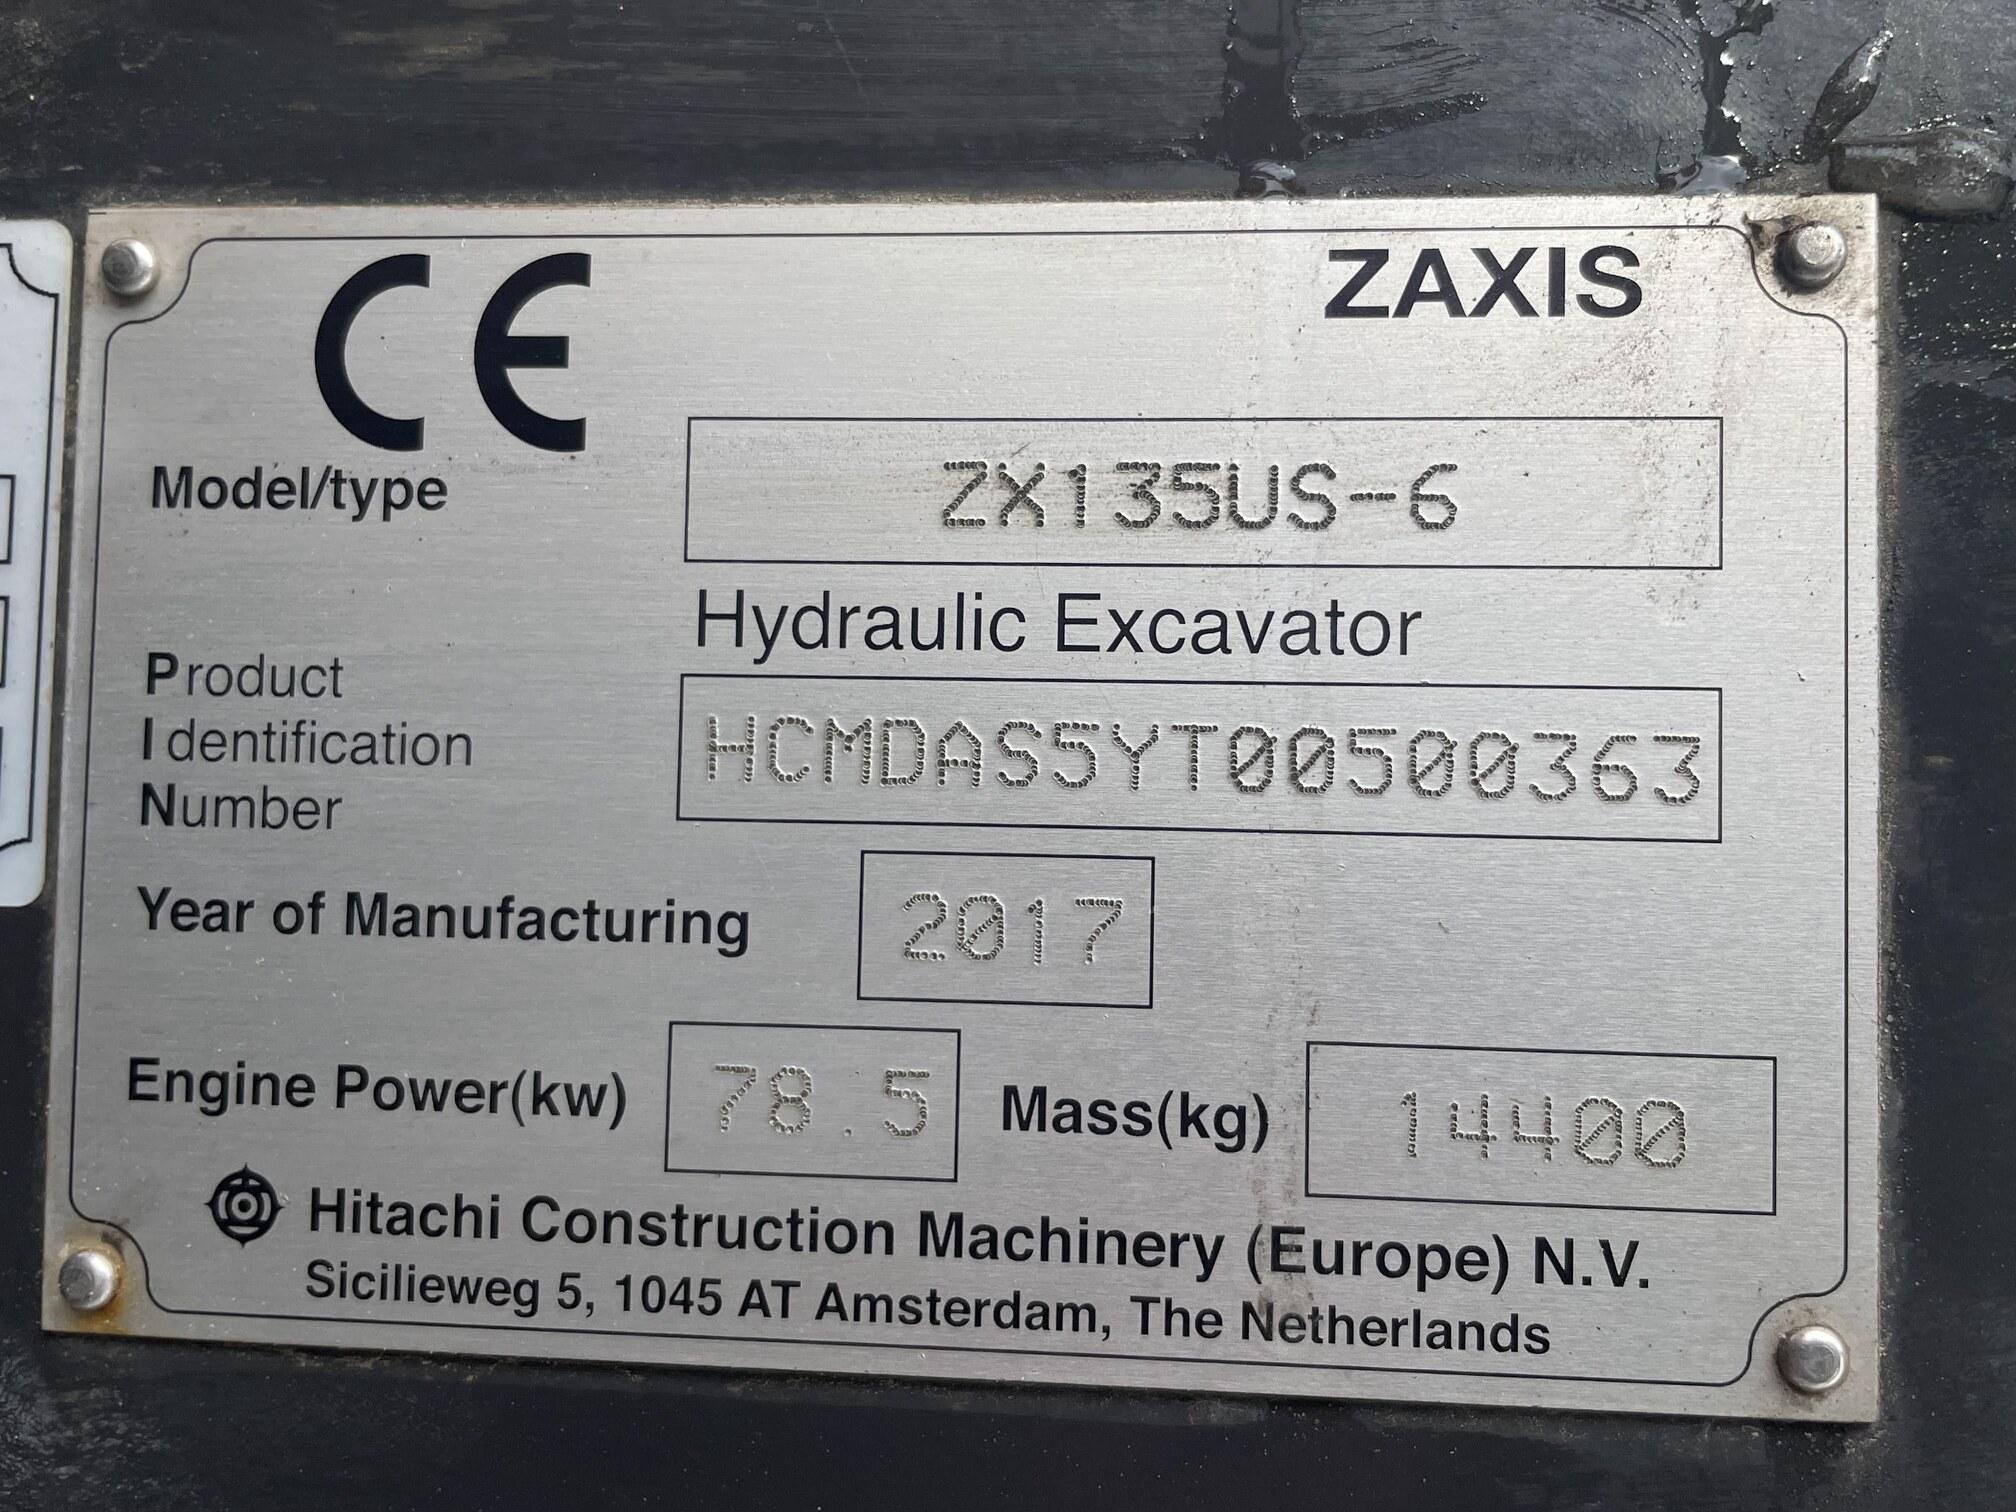 CE
ZAXIS
Model/type ZX135US-6
Hydraulic Excavator
Product
Identification
Number
HCMDAS5YT00500363
Year of Manufacturing 2017
Engine Power(kw) 78.5 Mass(kg) 14400
Hitachi Construction Machinery (Europe) N.V.
Sicilieweg 5, 1045 AT Amsterdam, The Netherlands